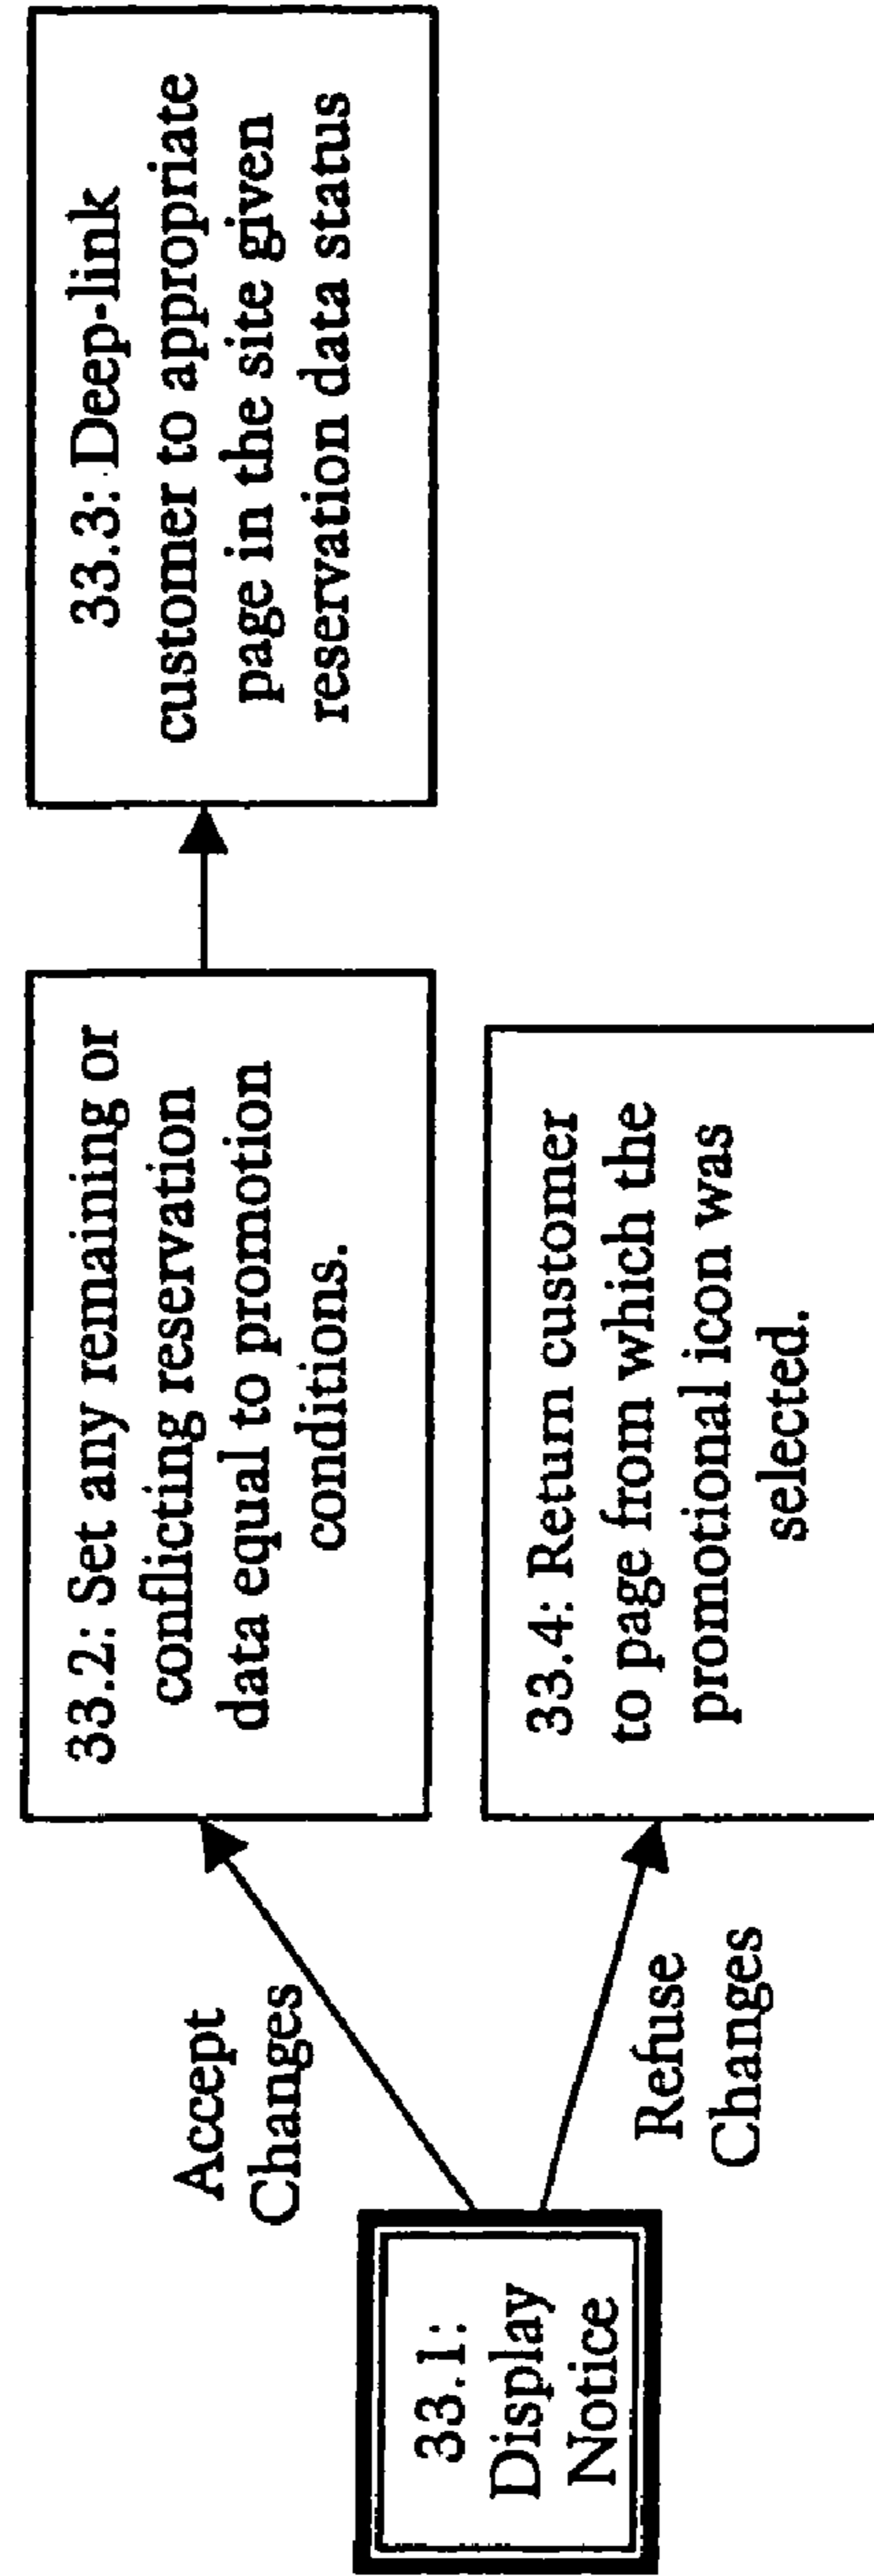 33.1:
Display
Notice
Accept
Changes
Refuse
Changes
33.2: Set any remaining or
conflicting reservation
data equal to promotion
conditions.
33.4: Return customer
to page from which the
promotional icon was
selected.
33.3: Deep-link
customer to appropriate
page in the site given
reservation data status